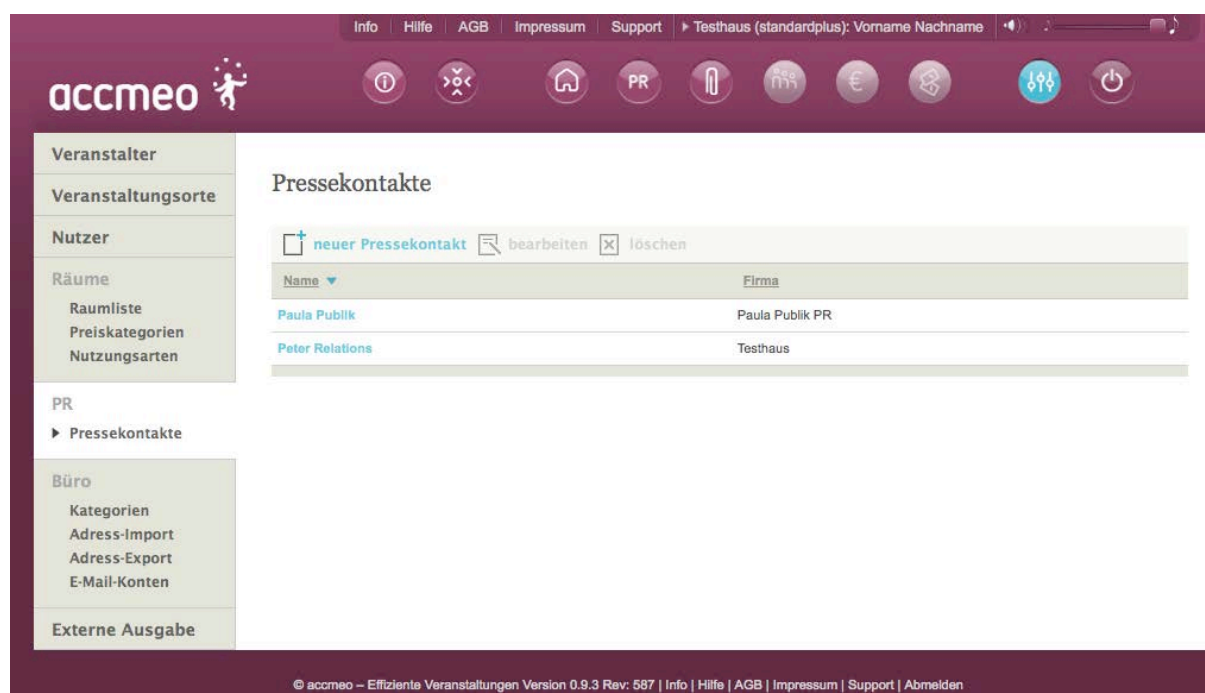 Info | Hilfe | AGB | Impressum | Support | Testhaus (standardplus): Vorname Nachname
accmeo
PR €
Veranstalter
Veranstaltungsorte
Nutzer
Räume
Raumliste
Preiskategorien
Nutzungsarten
PR
Pressekontakte
Büro
Kategorien
Adress-Import
Adress-Export
E-Mail-Konten
Externe Ausgabe
Pressekontakte
neuer Pressekontakt bearbeiten löschen
Name Firma
Paula Publik Paula Publik PR
Peter Relations Testhaus
© accmeo – Effiziente Veranstaltungen Version 0.9.3 Rev: 587 | Info | Hilfe | AGB | Impressum | Support | Abmelden